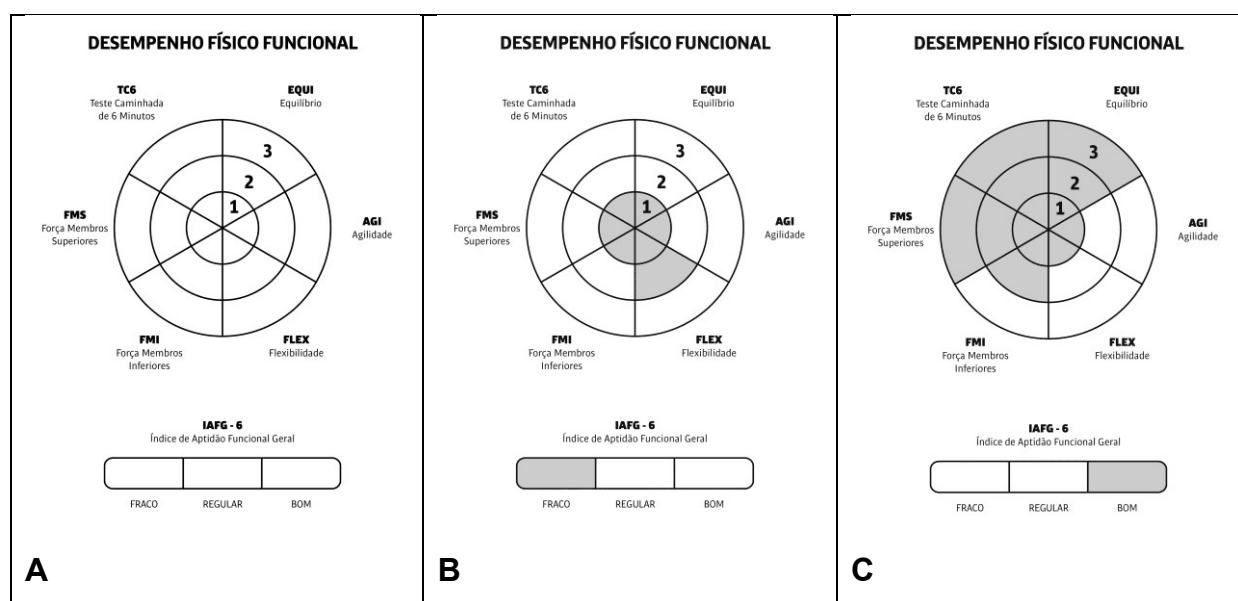 DESEMPENHO FÍSICO FUNCIONAL
TC6
Teste Caminhada
de 6 Minutos
EQUI
Equilíbrio
3
2
1
FMS
Força Membros
Superiores
AGI
Agilidade
FMI
Força Membros
Inferiores
FLEX
Flexibilidade
IAFG - 6
Índice de Aptidão Funcional Geral
FRACO REGULAR BOM
A
DESEMPENHO FÍSICO FUNCIONAL
TC6
Teste Caminhada
de 6 Minutos
EQUI
Equilíbrio
3
2
1
FMS
Força Membros
Superiores
AGI
Agilidade
FMI
Força Membros
Inferiores
FLEX
Flexibilidade
IAFG - 6
Índice de Aptidão Funcional Geral
FRACO REGULAR BOM
B
DESEMPENHO FÍSICO FUNCIONAL
TC6
Teste Caminhada
de 6 Minutos
EQUI
Equilíbrio
3
2
1
FMS
Força Membros
Superiores
AGI
Agilidade
FMI
Força Membros
Inferiores
FLEX
Flexibilidade
IAFG - 6
Índice de Aptidão Funcional Geral
FRACO REGULAR BOM
C